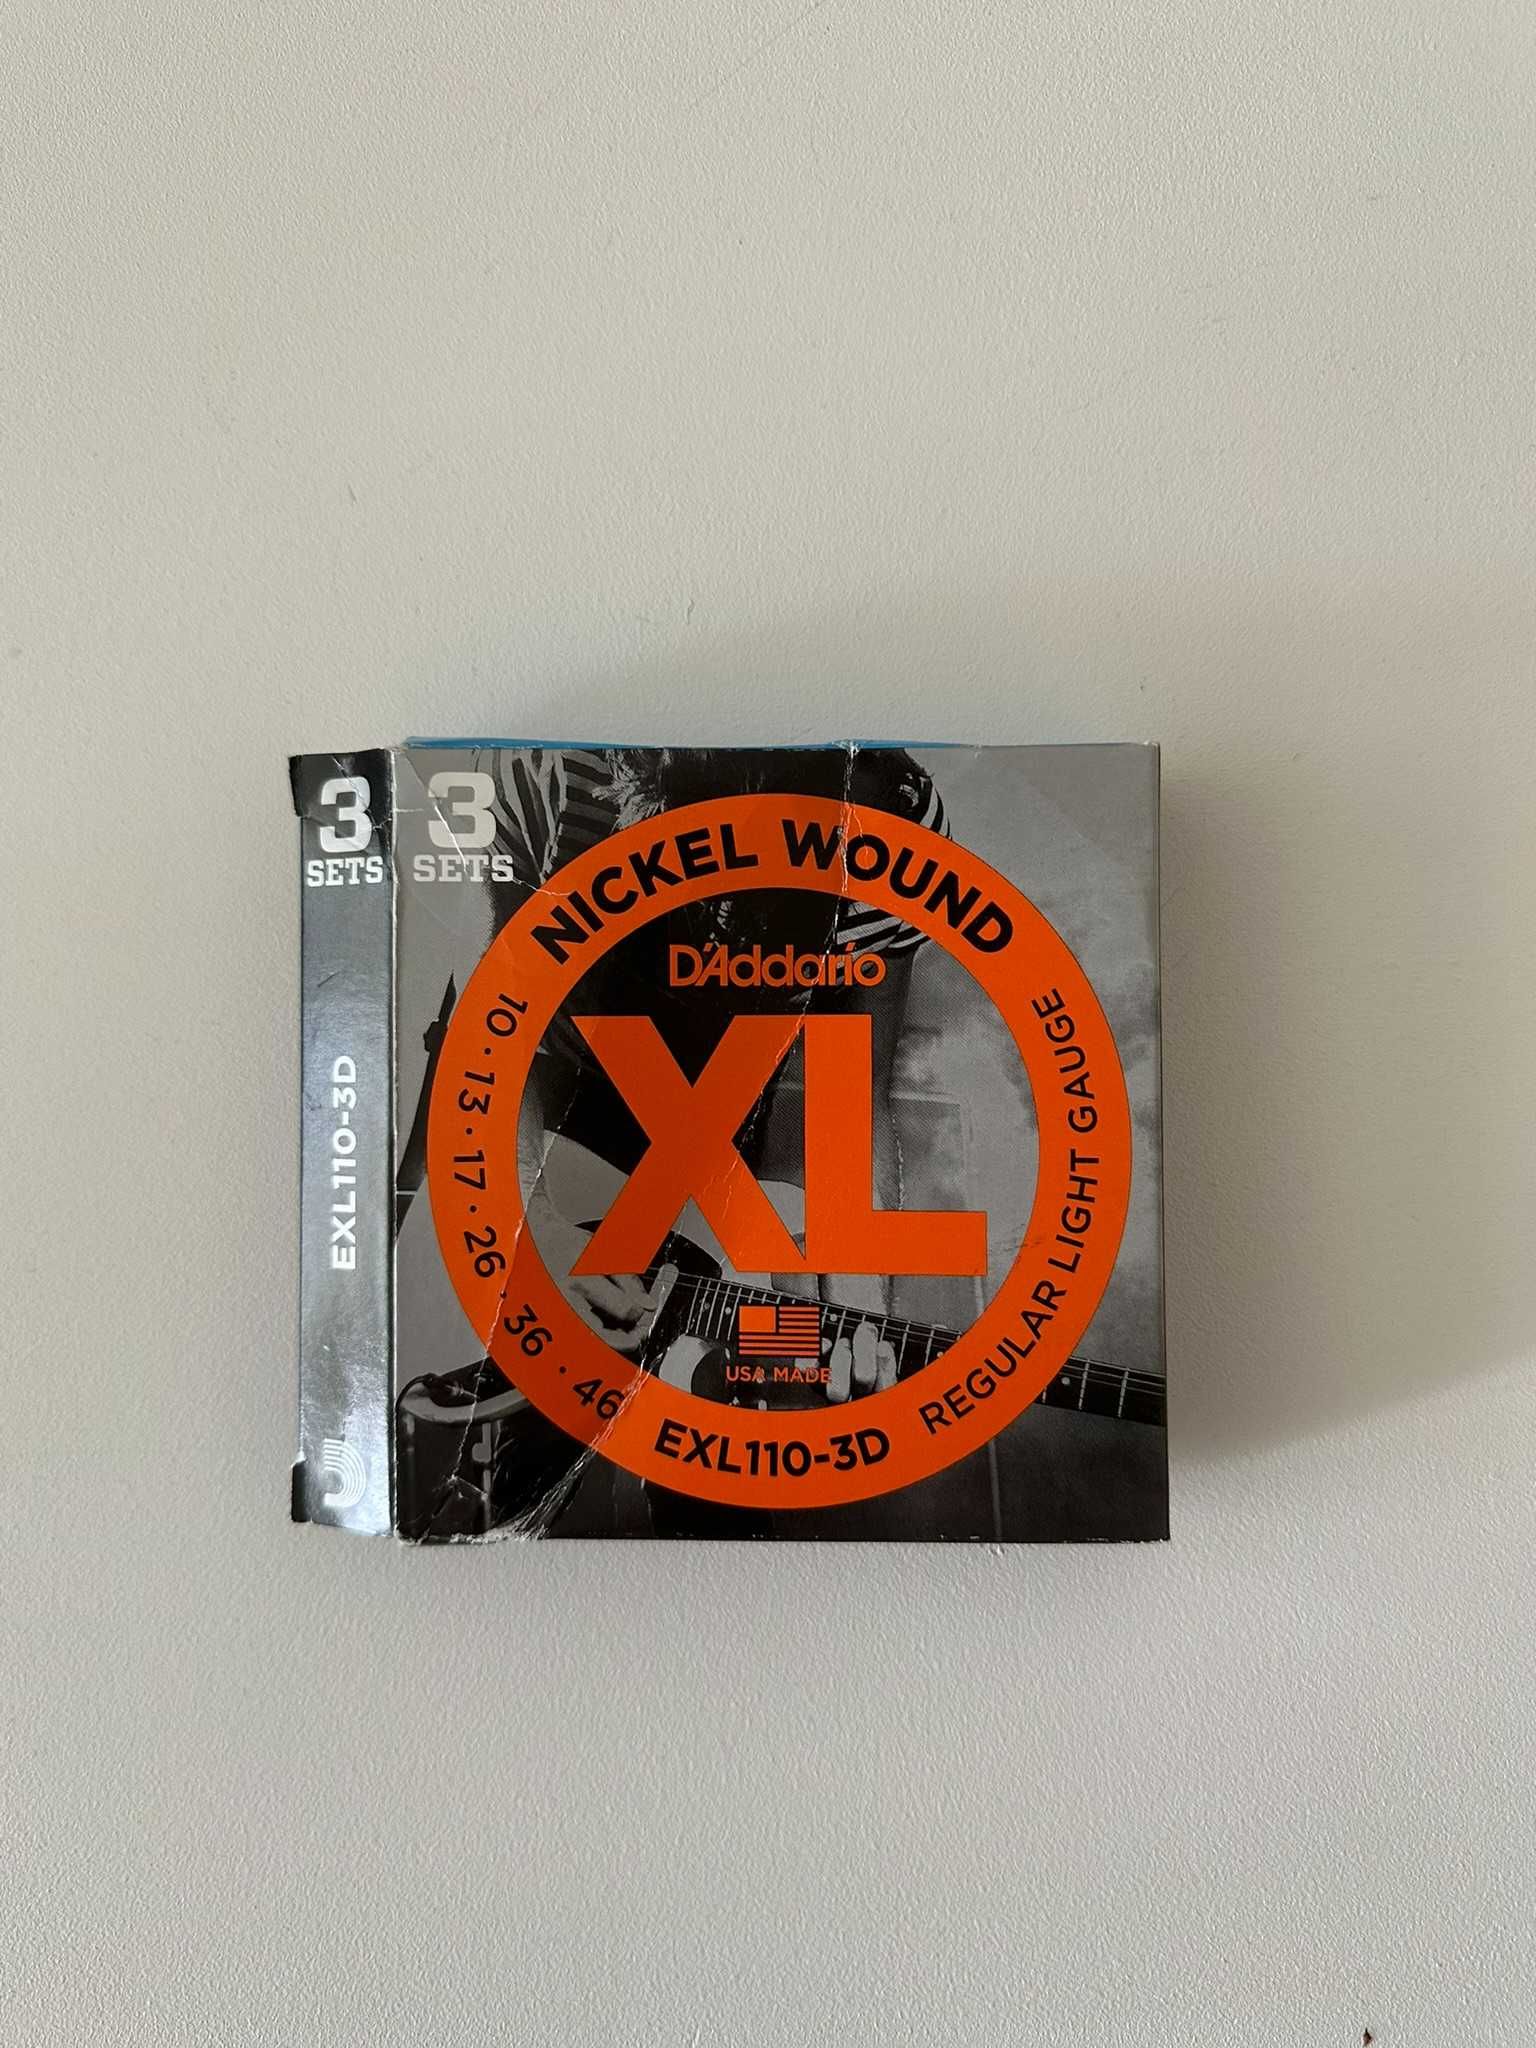 3
SETS
EXL110-3D
3
SETS
NICKEL WOUND
D'Addario
XL
10 · 13 · 17 · 26 · 36 · 46
REGULAR LIGHT GAUGE
USA MADE
EXL110-3D